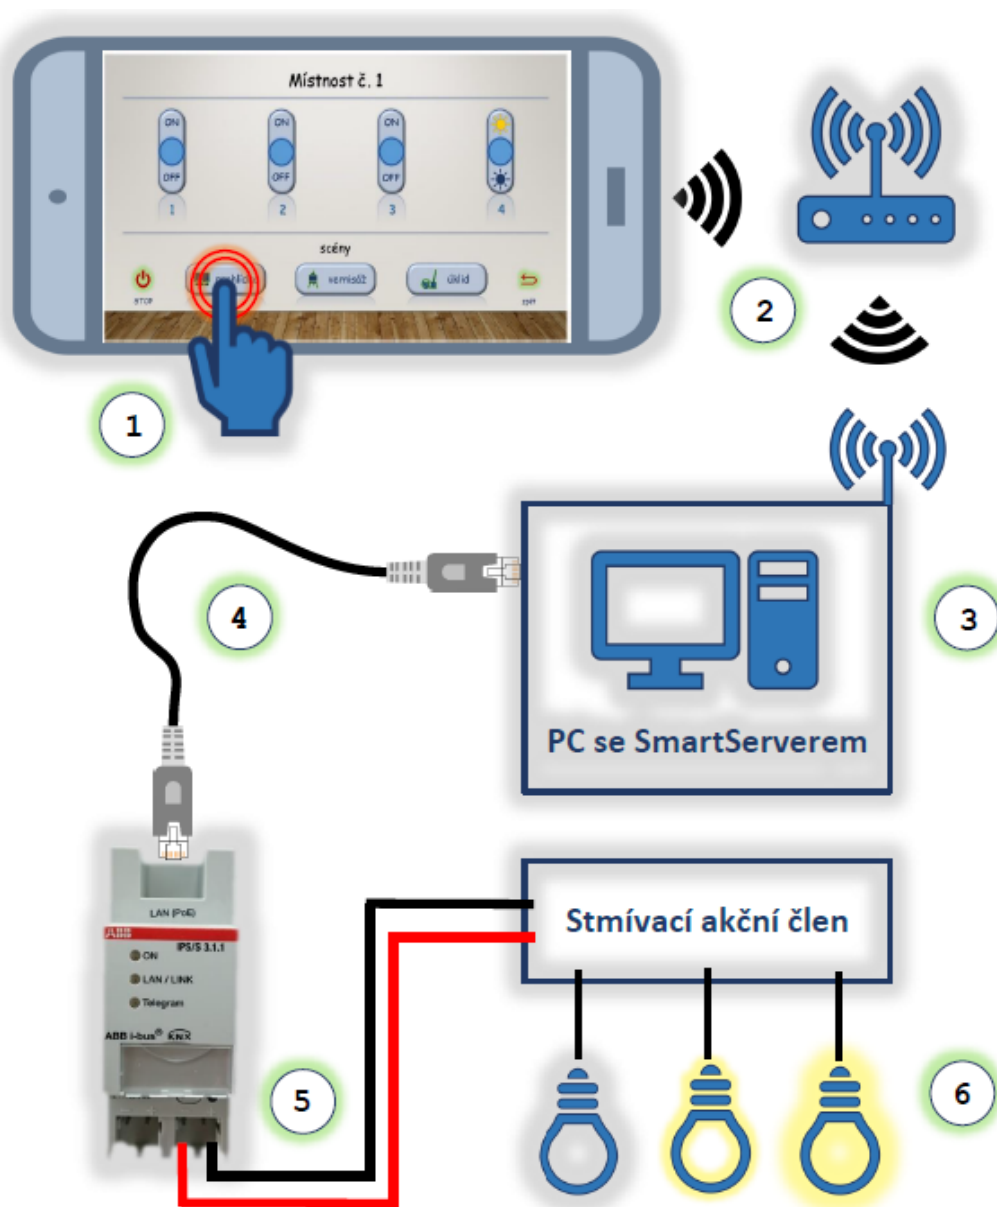 Místnost č. 1
ON
ON
ON
OFF
OFF
OFF
1
2
3
4
scény
vernisáž
úklid
STOP
1
2
3
4
PC se SmartServerem
LAN (PoE)
ABB
IPS/S 3.1.1
ON
LAN / LINK
Telegram
ABB i-bus® KNX
Stmívací akční člen
5
6